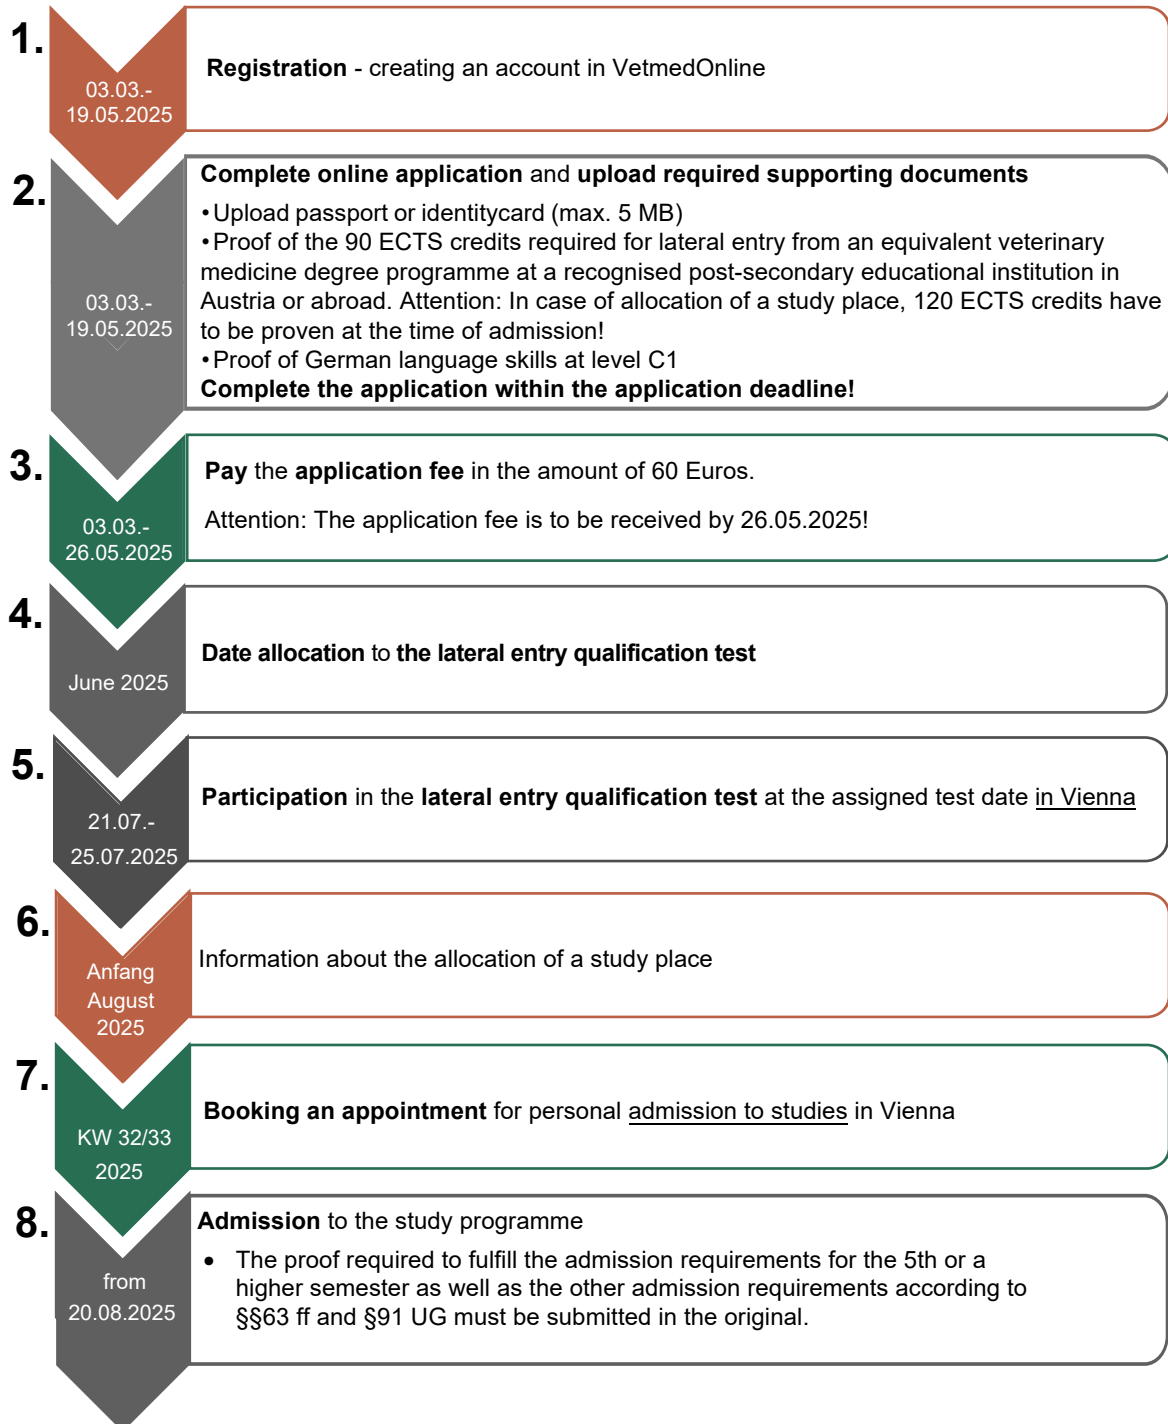 1.
03.03.-
19.05.2025
Registration - creating an account in VetmedOnline
2.
03.03.-
19.05.2025
Complete online application and upload required supporting documents
•Upload passport or identitycard (max. 5 MB)
•Proof of the 90 ECTS credits required for lateral entry from an equivalent veterinary
medicine degree programme at a recognised post-secondary educational institution in
Austria or abroad. Attention: In case of allocation of a study place, 120 ECTS credits have
to be proven at the time of admission!
•Proof of German language skills at level C1
Complete the application within the application deadline!
3.
03.03.-
26.05.2025
Pay the application fee in the amount of 60 Euros.
Attention: The application fee is to be received by 26.05.2025!
4.
June 2025
Date allocation to the lateral entry qualification test
5.
21.07.-
25.07.2025
Participation in the lateral entry qualification test at the assigned test date in Vienna
6.
Anfang
August
2025
Information about the allocation of a study place
7.
KW 32/33
2025
Booking an appointment for personal admission to studies in Vienna
8.
from
20.08.2025
Admission to the study programme
• The proof required to fulfill the admission requirements for the 5th or a
higher semester as well as the other admission requirements according to
§§63 ff and §91 UG must be submitted in the original.